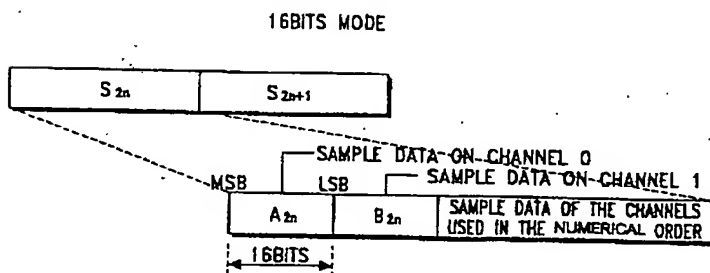 16BITS MODE
S2n S2n+1
SAMPLE DATA ON CHANNEL 0
MSB LSB SAMPLE DATA ON CHANNEL 1
A2n B2n SAMPLE DATA OF THE CHANNELS
USED IN THE NUMERICAL ORDER
16BITS